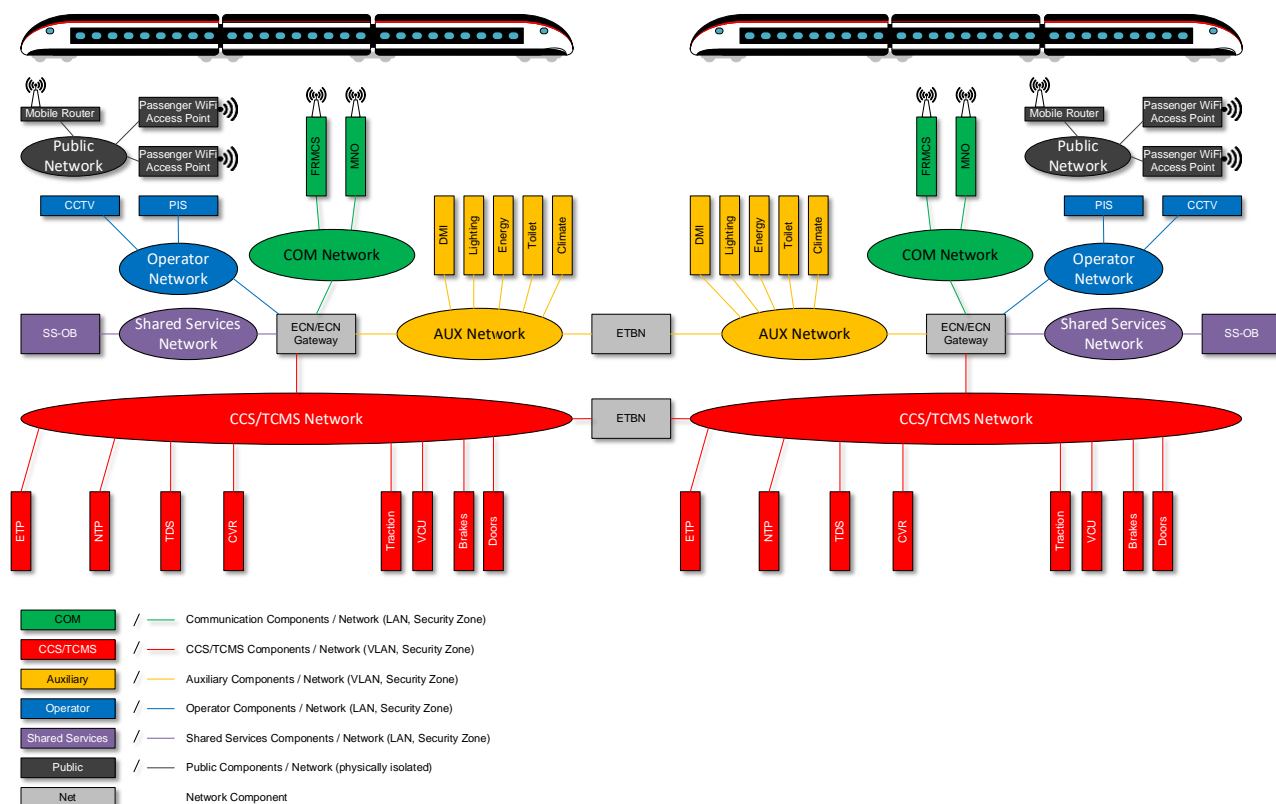 Mobile Router
Passenger WiFi
Access Point
Public
Network
Passenger WiFi
Access Point
FRMCS
MNO
CCTV
PIS
Operator
Network
COM Network
DMI
Lighting
Energy
Toilet
Climate
SS-OB
Shared Services
Network
ECN/ECN
Gateway
AUX Network
ETBN
CCS/TCMS Network
ETBN
ETP
NTP
TDS
CVR
Traction
VCU
Brakes
Doors
Mobile Router
Passenger WiFi
Access Point
Public
Network
Passenger WiFi
Access Point
FRMCS
MNO
PIS
CCTV
Operator
Network
COM Network
DMI
Lighting
Energy
Toilet
Climate
AUX Network
ECN/ECN
Gateway
Shared Services
Network
SS-OB
CCS/TCMS Network
ETP
NTP
TDS
CVR
Traction
VCU
Brakes
Doors
COM / Communication Components / Network (LAN, Security Zone)
CCS/TCMS / CCS/TCMS Components / Network (VLAN, Security Zone)
Auxiliary / Auxiliary Components / Network (VLAN, Security Zone)
Operator / Operator Components / Network (LAN, Security Zone)
Shared Services / Shared Services Components / Network (LAN, Security Zone)
Public / Public Components / Network (physically isolated)
Net Network Component